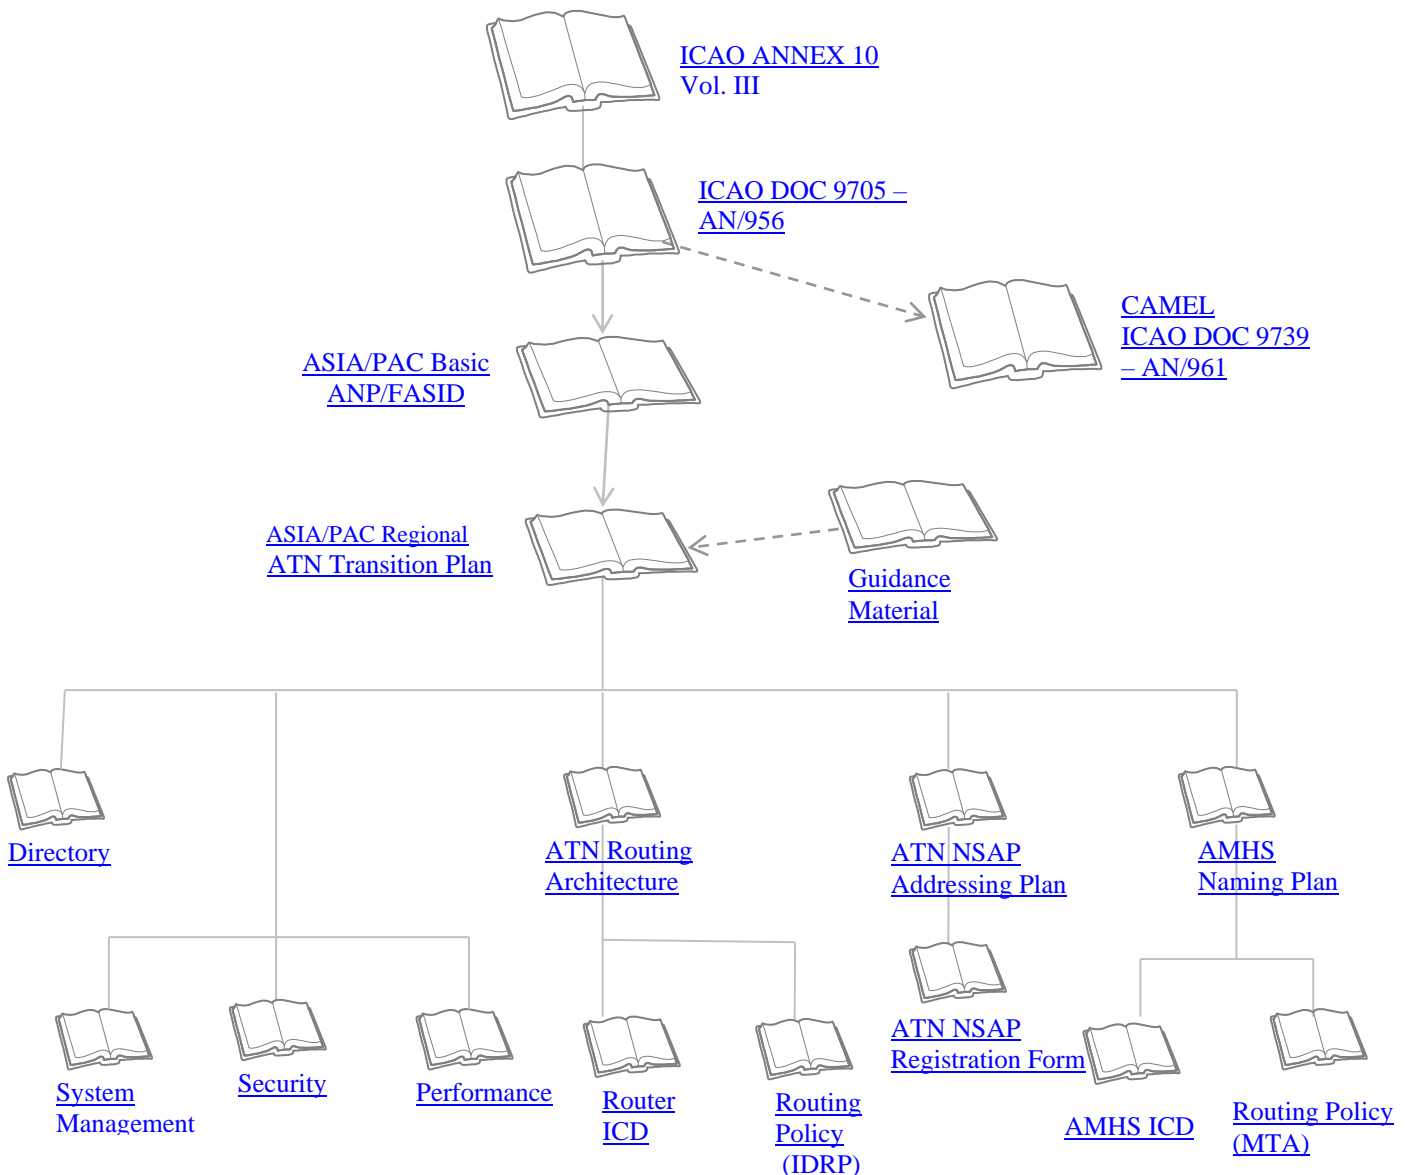 ICAO ANNEX 10
Vol. III
ICAO DOC 9705 –
AN/956
CAMEL
ICAO DOC 9739
– AN/961
ASIA/PAC Basic
ANP/FASID
ASIA/PAC Regional
ATN Transition Plan
Guidance
Material
Directory
ATN Routing
Architecture
ATN NSAP
Addressing Plan
AMHS
Naming Plan
System
Management
Security
Performance
Router
ICD
Routing
Policy
(IDRP)
ATN NSAP
Registration Form
AMHS ICD
Routing Policy
(MTA)